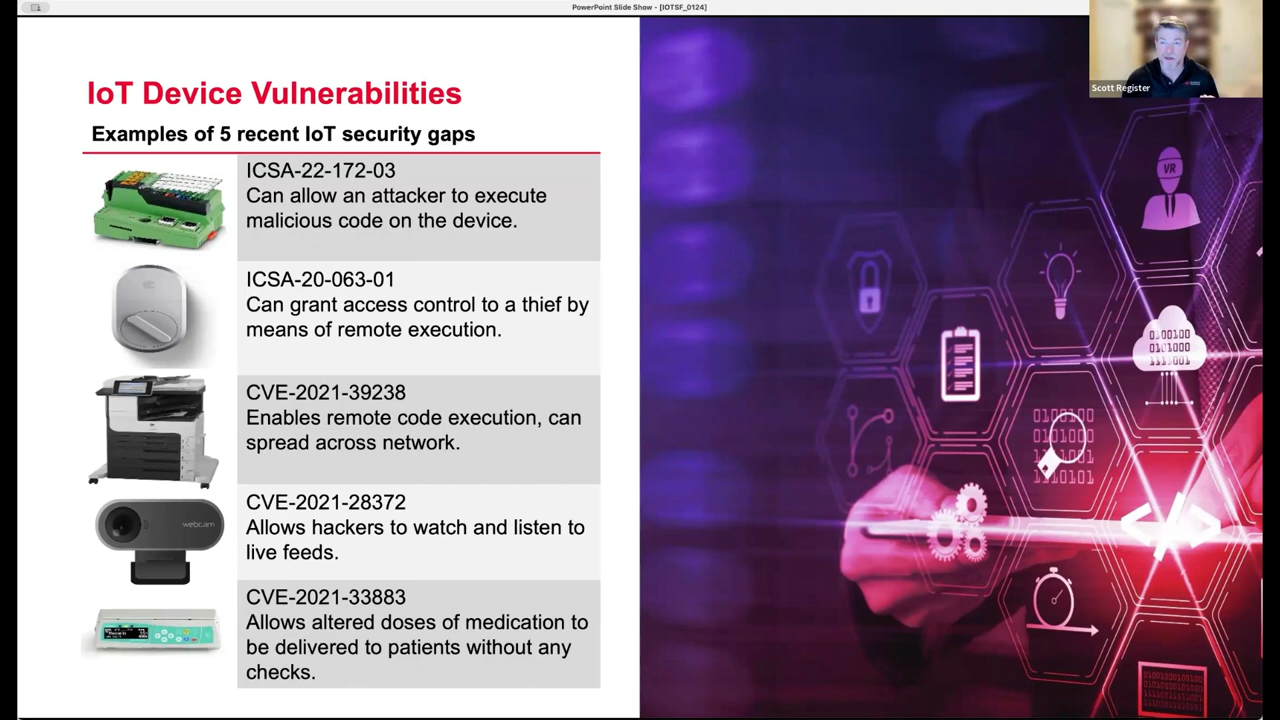 PowerPoint Slide Show - [IOTSF_0124]
Scott Register
IoT Device Vulnerabilities
Examples of 5 recent IoT security gaps
ICSA-22-172-03
Can allow an attacker to execute
malicious code on the device.
ICSA-20-063-01
Can grant access control to a thief by
means of remote execution.
CVE-2021-39238
Enables remote code execution, can
spread across network.
webcam
CVE-2021-28372
Allows hackers to watch and listen to
live feeds.
CVE-2021-33883
Allows altered doses of medication to
be delivered to patients without any
checks.
VR
000100
0101000
111001